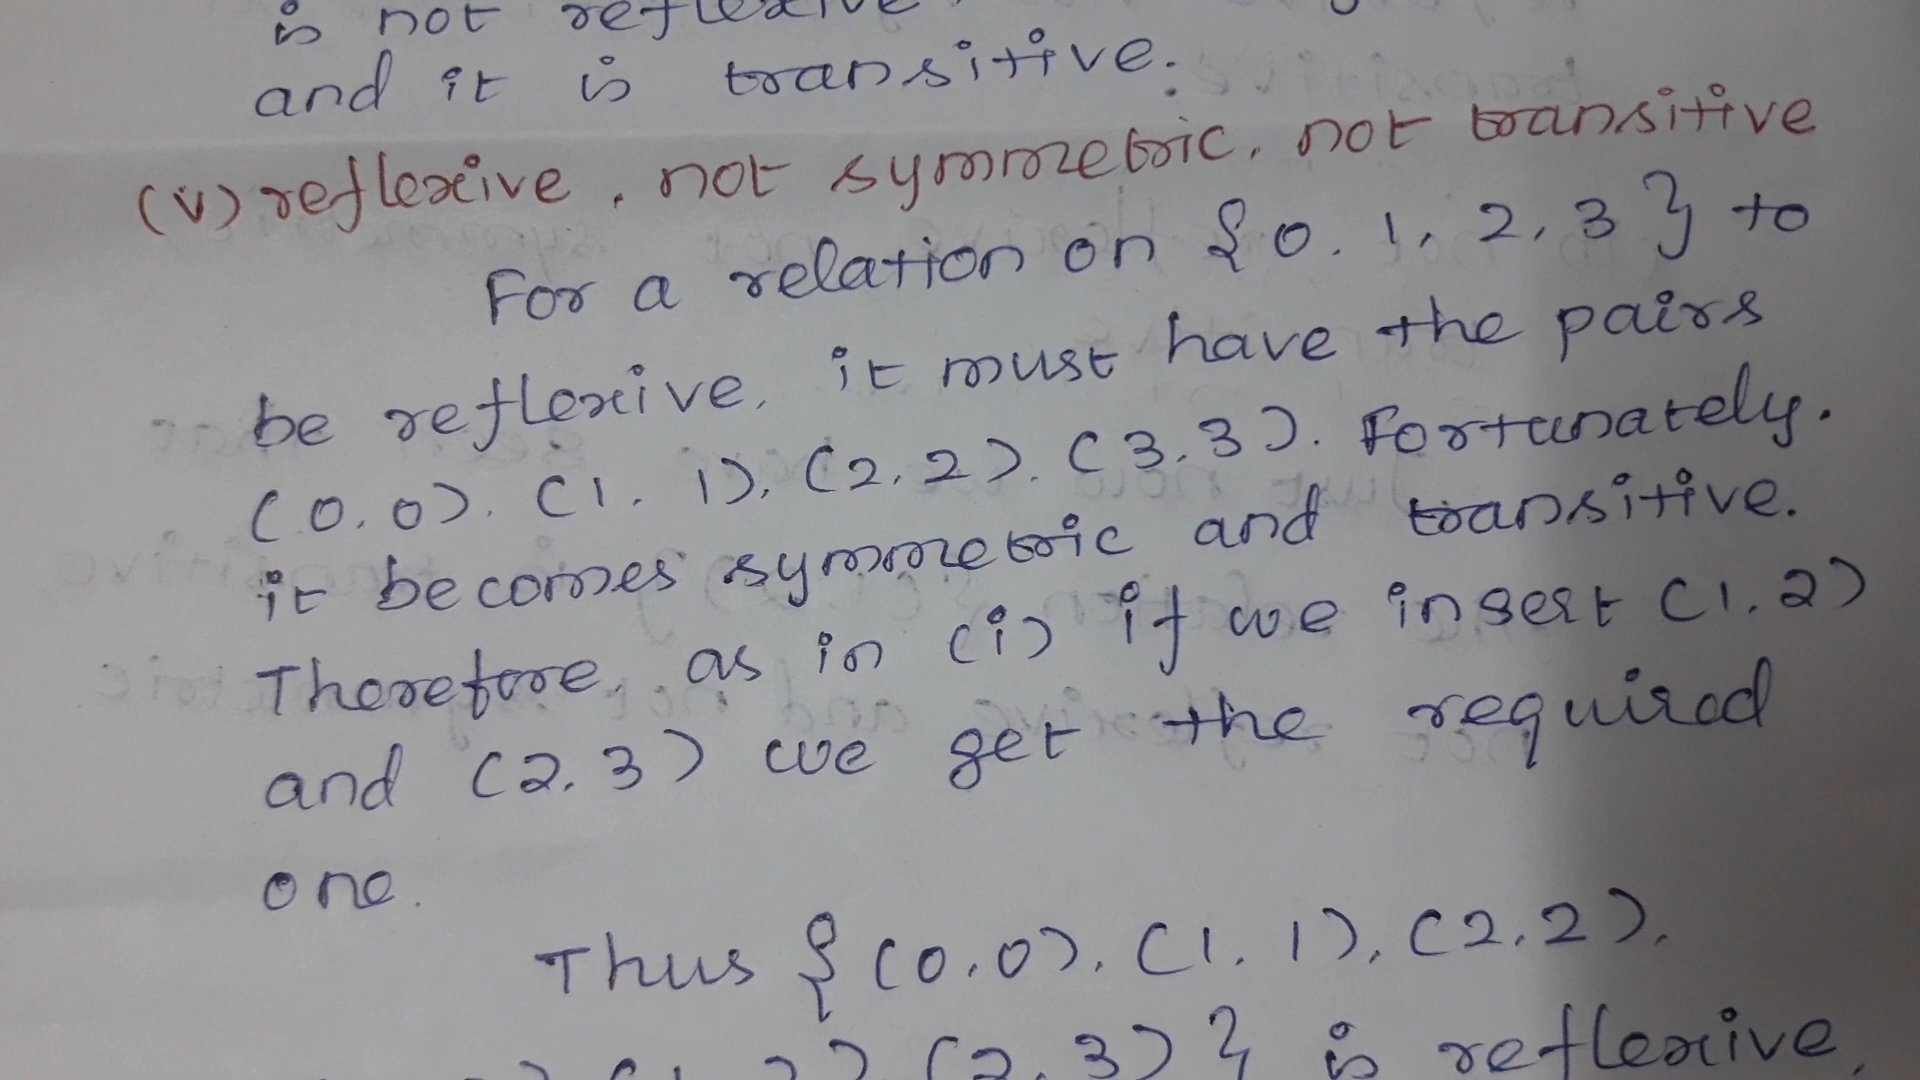 is not reflexive
and it is transitive.
(v) reflexive, not symmetric, not transitive
For a relation on {0, 1, 2, 3} to
be reflexive, it must have the pairs
(0,0), (1, 1), (2,2), (3,3). Fortunately,
it becomes symmetric and transitive.
Therefore, as in (i) if we insert (1,2)
and (2,3) we get the required
one.
Thus {(0,0), (1, 1), (2,2),
(2,3)} is reflexive,